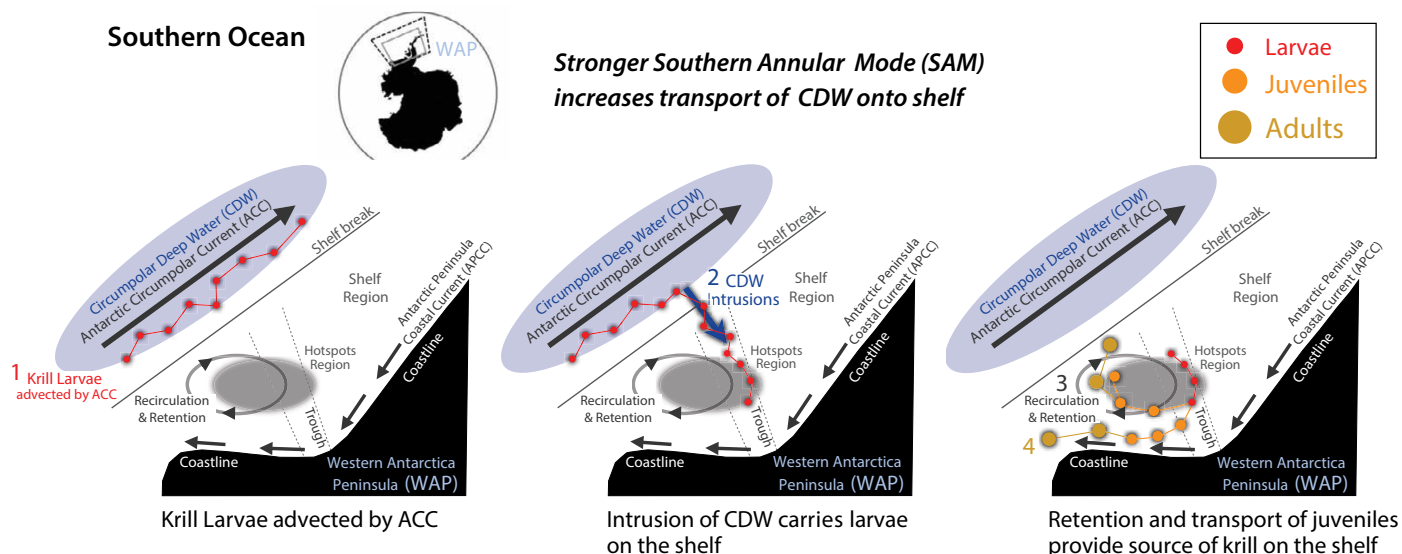 Southern Ocean
WAP
Stronger Southern Annular Mode (SAM)
increases transport of CDW onto shelf
Larvae
Juveniles
Adults
Circumpolar Deep Water (CDW)
Antarctic Circumpolar Current (ACC)
Shelf break
Shelf
Region
Antarctic Peninsula
Coastal Current (APCC)
Coastline
Hotspots
Region
1 Krill Larvae
advected by ACC
Recirculation
& Retention
Trough
Coastline
Western Antarctica
Peninsula (WAP)
Krill Larvae advected by ACC
Circumpolar Deep Water (CDW)
Antarctic Circumpolar Current (ACC)
Shelf break
2 CDW
Intrusions
Shelf
Region
Antarctic Peninsula
Coastal Current (APCC)
Coastline
Hotspots
Region
Recirculation
& Retention
Trough
Coastline
Western Antarctica
Peninsula (WAP)
Intrusion of CDW carries larvae
on the shelf
Circumpolar Deep Water (CDW)
Antarctic Circumpolar Current (ACC)
Shelf break
Shelf
Region
Antarctic Peninsula
Coastal Current (APCC)
Coastline
Hotspots
Region
3
Recirculation
& Retention
4
Trough
Coastline
Western Antarctica
Peninsula (WAP)
Retention and transport of juveniles
provide source of krill on the shelf